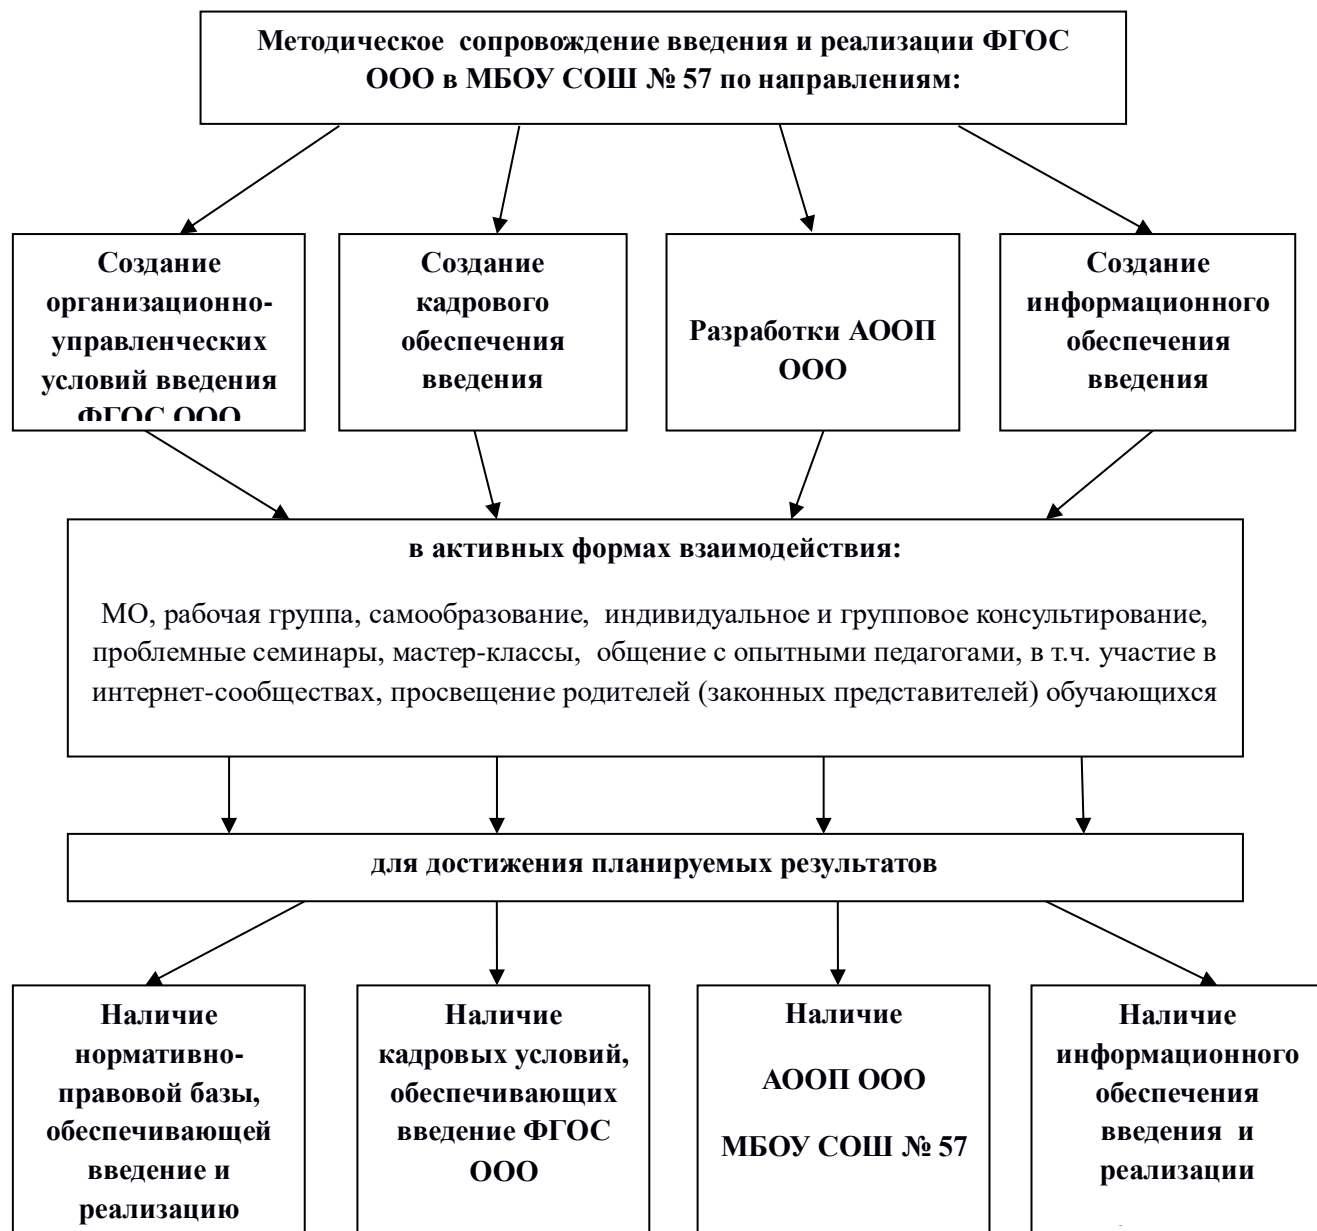 Методическое сопровождение введения и реализации ФГОС
ООО в МБОУ СОШ № 57 по направлениям:
Создание
организационно-
управленческих
условий введения
ФГОС ООО
Создание
кадрового
обеспечения
введения
Разработки АООП
ООО
Создание
информационного
обеспечения
введения
в активных формах взаимодействия:
МО, рабочая группа, самообразование, индивидуальное и групповое консультирование,
проблемные семинары, мастер-классы, общение с опытными педагогами, в т.ч. участие в
интернет-сообществах, просвещение родителей (законных представителей) обучающихся
для достижения планируемых результатов
Наличие
нормативно-
правовой базы,
обеспечивающей
введение и
реализацию
Наличие
кадровых условий,
обеспечивающих
введение ФГОС
ООО
Наличие
АООП ООО
МБОУ СОШ № 57
Наличие
информационного
обеспечения
введения и
реализации